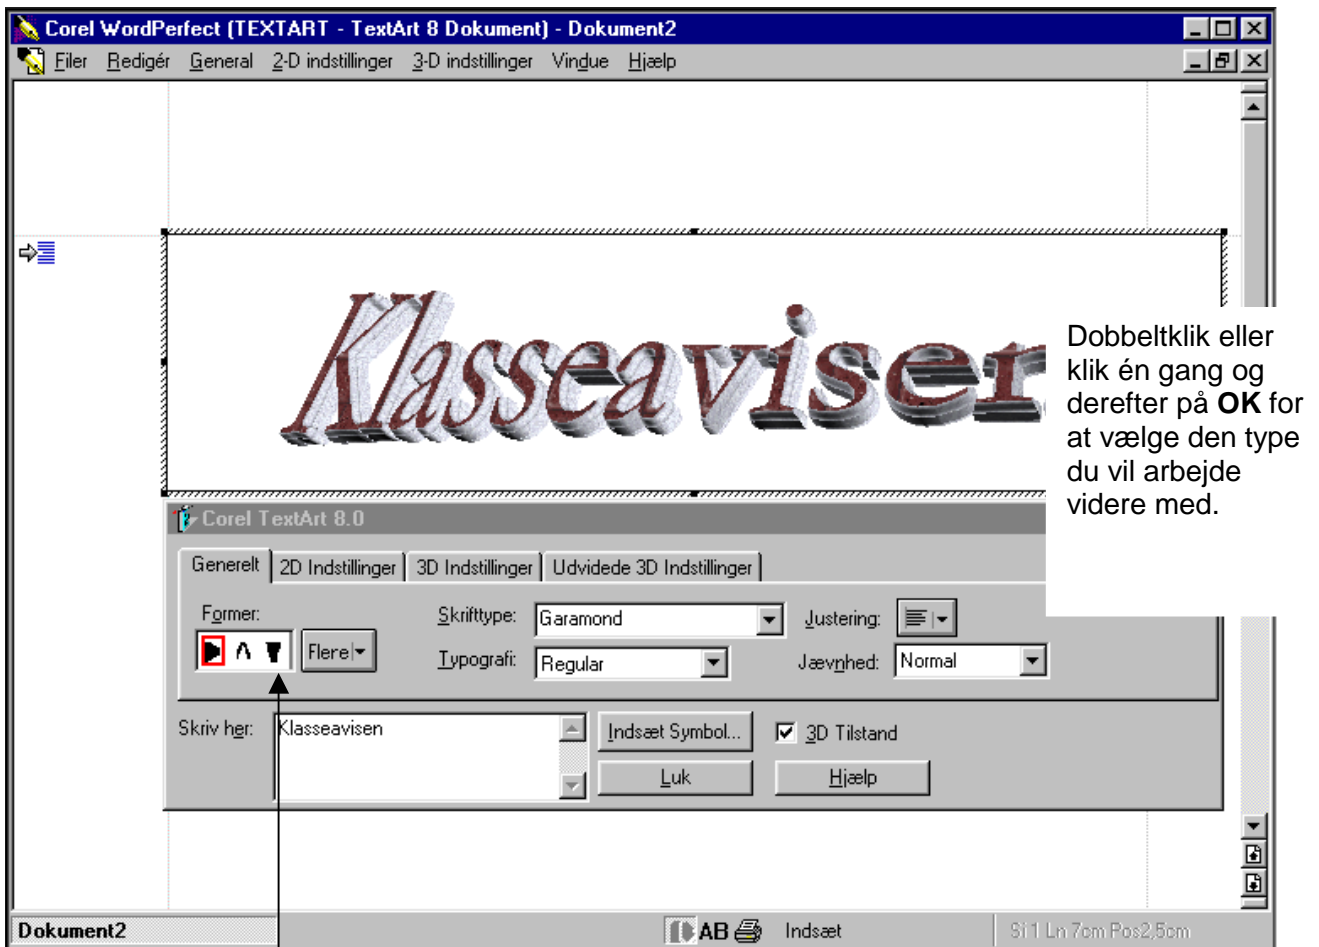 Corel WordPerfect (TEXTART - TextArt 8 Dokument) - Dokument2
Filer Redigér General 2-D indstillinger 3-D indstillinger Vindue Hjælp
Klasseavisen
Dobbeltklik eller
klik én gang og
derefter på OK for
at vælge den type
du vil arbejde
videre med.
Corel TextArt 8.0
Generelt 2D Indstillinger 3D Indstillinger Udvidede 3D Indstillinger
Former: Skrifttype: Garamond Justering:
Flere Typografi: Regular Jævnhed: Normal
Skriv her: Klasseavisen Indsæt Symbol... 3D Tilstand
Luk Hjælp
Dokument2 AB Indsæt Si 1 Ln 7cm Pos2,5cm